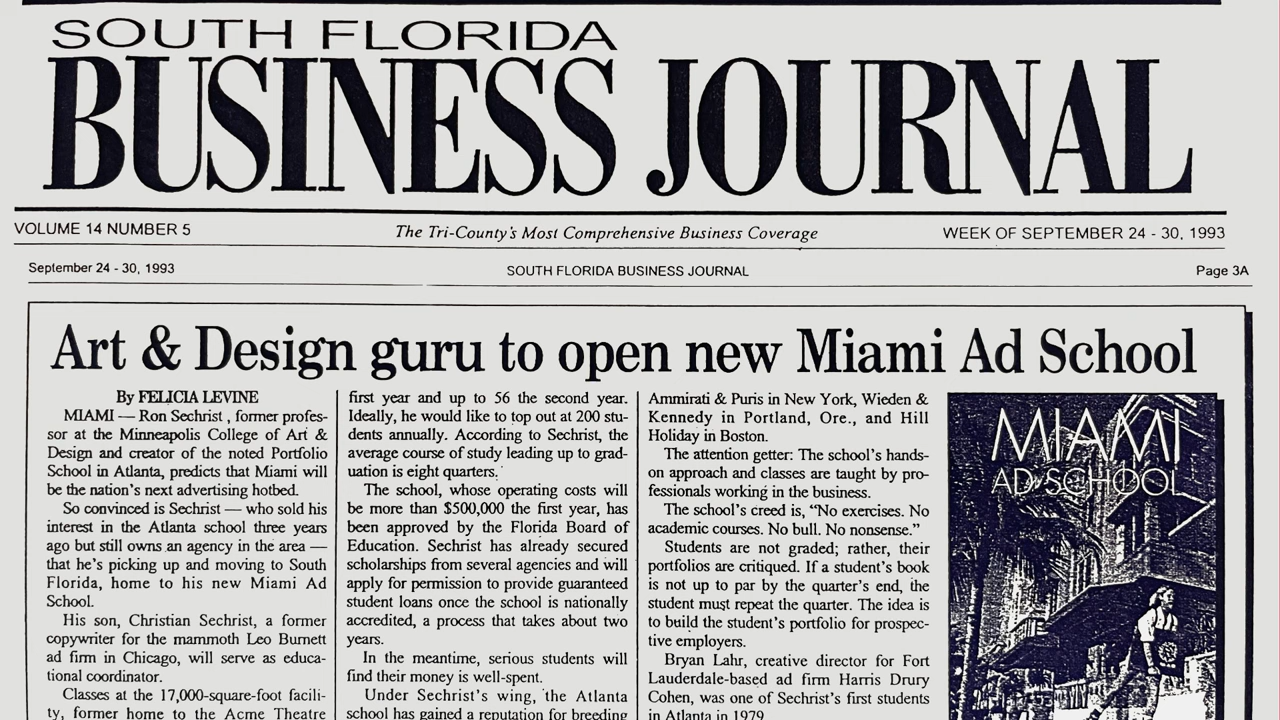 SOUTH FLORIDA
BUSINESS JOURNAL
VOLUME 14 NUMBER 5
The Tri-County's Most Comprehensive Business Coverage
WEEK OF SEPTEMBER 24 - 30, 1993
September 24 - 30, 1993
SOUTH FLORIDA BUSINESS JOURNAL
Page 3A
Art & Design guru to open new Miami Ad School
By FELICIA LEVINE
MIAMI — Ron Sechrist , former profes-
sor at the Minneapolis College of Art &
Design and creator of the noted Portfolio
School in Atlanta, predicts that Miami will
be the nation's next advertising hotbed.
So convinced is Sechrist — who sold his
interest in the Atlanta school three years
ago but still owns an agency in the area —
that he's picking up and moving to South
Florida, home to his new Miami Ad
School.
His son, Christian Sechrist, a former
copywriter for the mammoth Leo Burnett
ad firm in Chicago, will serve as educa-
tional coordinator.
Classes at the 17,000-square-foot facili-
ty, former home to the Acme Theatre
first year and up to 56 the second year.
Ideally, he would like to top out at 200 stu-
dents annually. According to Sechrist, the
average course of study leading up to grad-
uation is eight quarters.
The school, whose operating costs will
be more than $500,000 the first year, has
been approved by the Florida Board of
Education. Sechrist has already secured
scholarships from several agencies and will
apply for permission to provide guaranteed
student loans once the school is nationally
accredited, a process that takes about two
years.
In the meantime, serious students will
find their money is well-spent.
Under Sechrist's wing, the Atlanta
school has gained a reputation for breeding
Ammirati & Puris in New York, Wieden &
Kennedy in Portland, Ore., and Hill
Holiday in Boston.
The attention getter: The school's hands-
on approach and classes are taught by pro-
fessionals working in the business.
The school's creed is, “No exercises. No
academic courses. No bull. No nonsense.”
Students are not graded; rather, their
portfolios are critiqued. If a student's book
is not up to par by the quarter's end, the
student must repeat the quarter. The idea is
to build the student's portfolio for prospec-
tive employers.
Bryan Lahr, creative director for Fort
Lauderdale-based ad firm Harris Drury
Cohen, was one of Sechrist's first students
in Atlanta in 1979.
MIAMI
AD SCHOOL